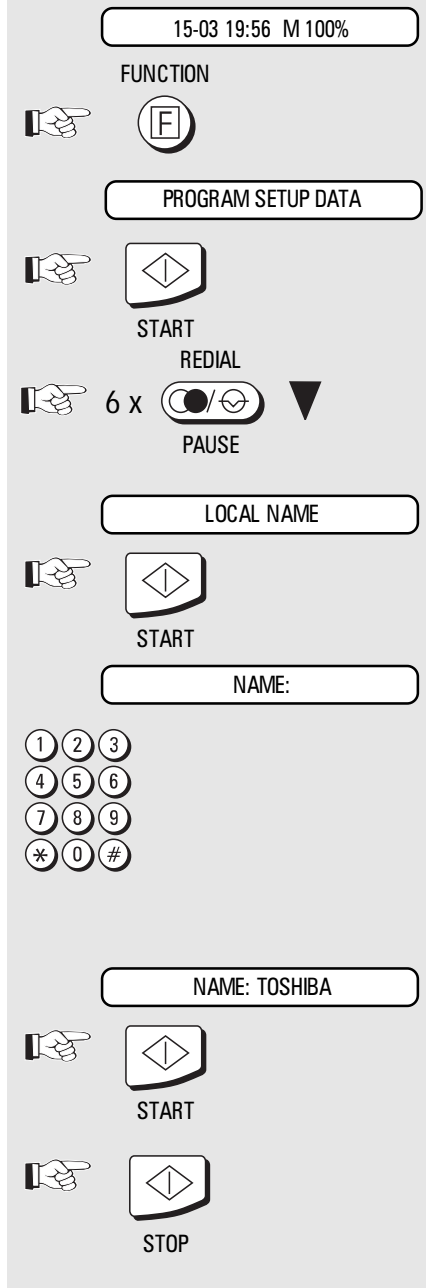 15-03 19:56 M 100%
FUNCTION
F
PROGRAM SETUP DATA
START
REDIAL
6 x
PAUSE
LOCAL NAME
START
NAME:
1 2 3
4 5 6
7 8 9
* 0 #
NAME: TOSHIBA
START
STOP